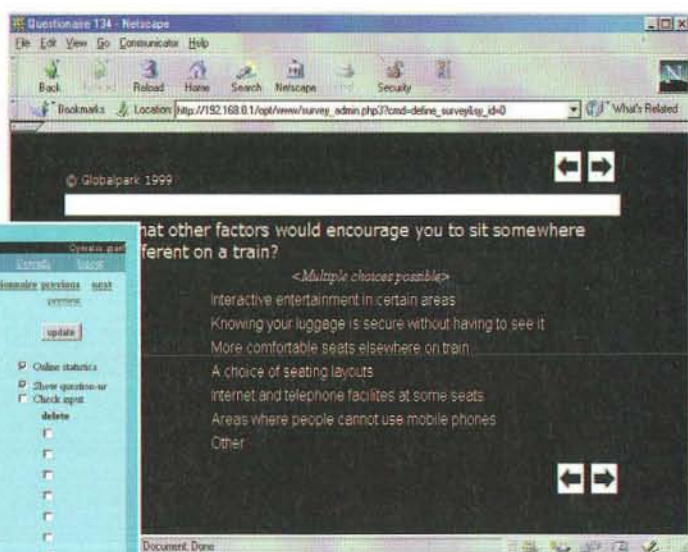 Questionaire 134 - Netscape
File Edit View Go Communicator Help
Back Reload Home Search Netscape Security
Bookmarks Location: http://192.168.0.1/opt/www/survey_admin.php3?cmd=define_survey&sy_id=0 What's Related
N
© Globalpark 1999
hat other factors would encourage you to sit somewhere
ferent on a train?
<Multiple choices possible>
Interactive entertainment in certain areas
Knowing your luggage is secure without having to see it
More comfortable seats elsewhere on train
A choice of seating layouts
Internet and telephone facilites at some seats
Areas where people cannot use mobile phones
Other
Document: Done
tionnaire previous next
preview
update
Online statistics
Show question-nr
Check input
delete